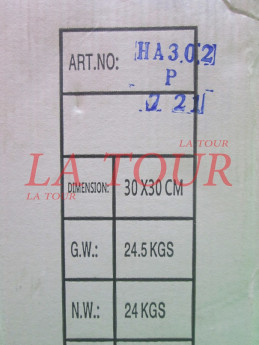 ART.NO: HA3.02
P
2 21
LA TOUR
LA TOUR
LA TOUR
DIMENSION: 30 X30 CM
G.W.: 24.5 KGS
N.W.: 24 KGS